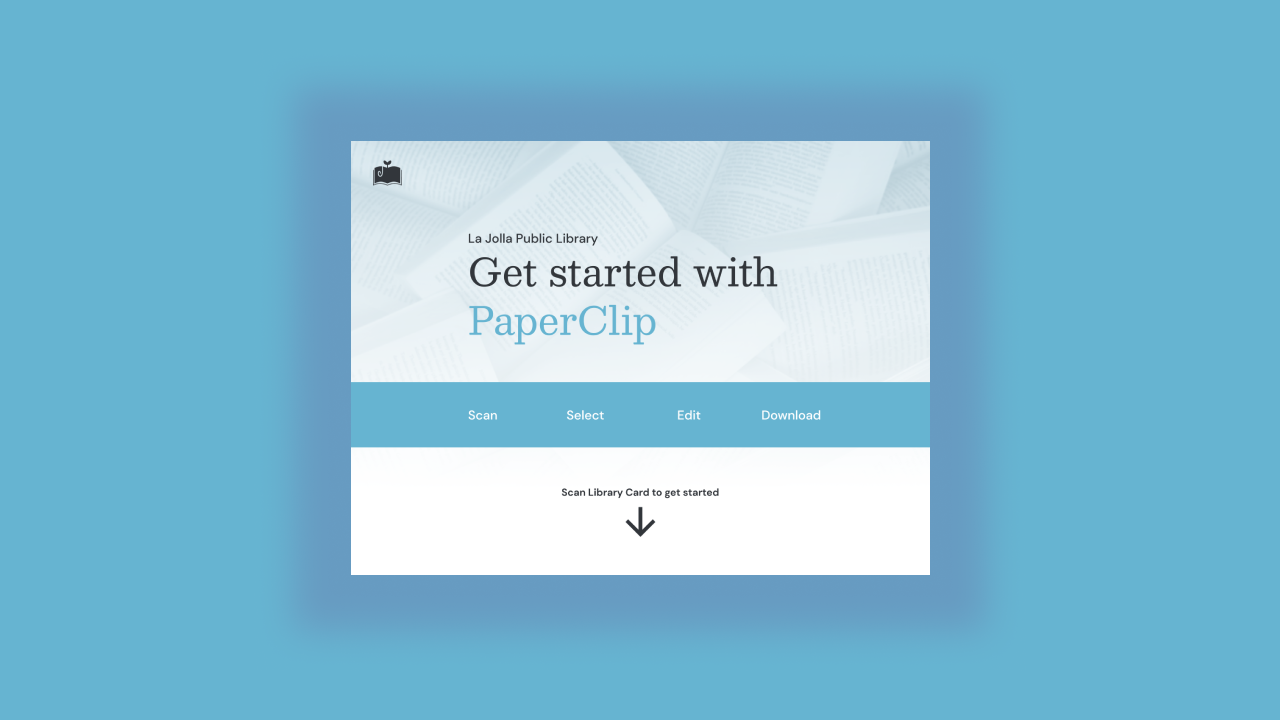 La Jolla Public Library
Get started with
PaperClip
Scan Select Edit Download
Scan Library Card to get started